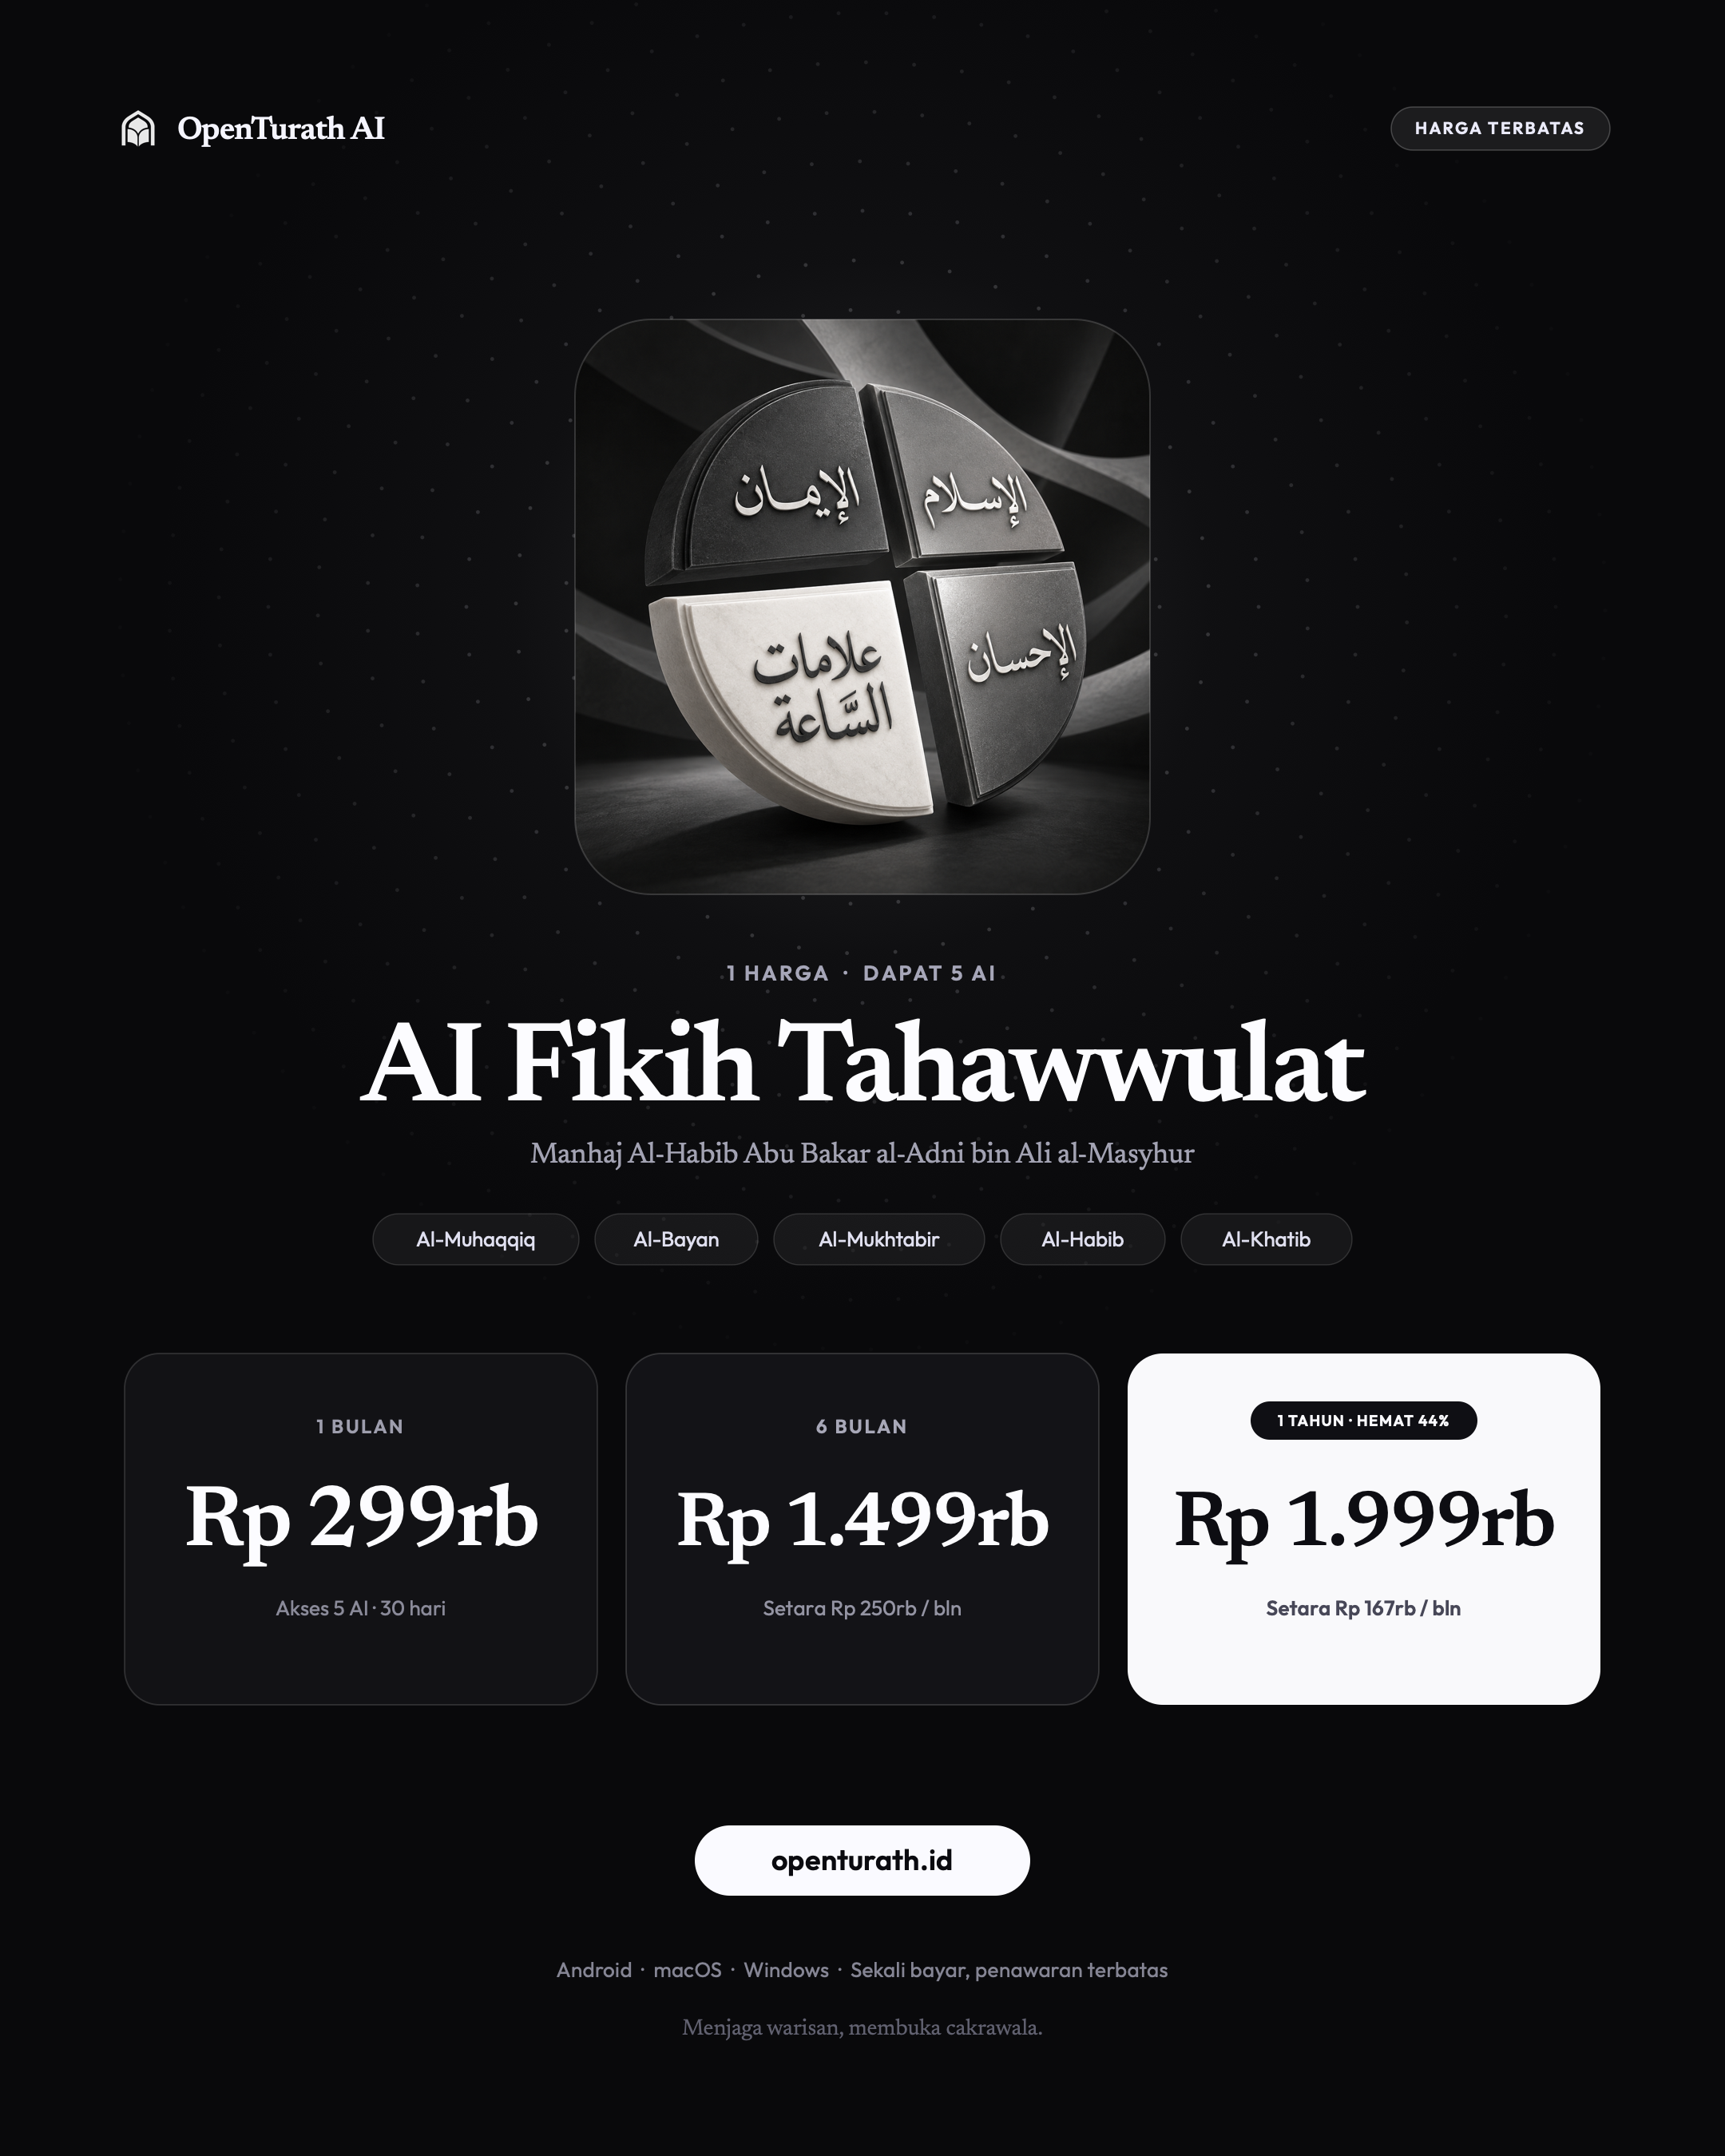 OpenTurath AI
HARGA TERBATAS
الإيمان
الإسلام
علامات
السَّاعة
الإحسان
1 HARGA · DAPAT 5 AI
AI Fikih Tahawwulat
Manhaj Al-Habib Abu Bakar al-Adni bin Ali al-Masyhur
Al-Muhaqqiq
Al-Bayan
Al-Mukhtabir
Al-Habib
Al-Khatib
1 BULAN
Rp 299rb
Akses 5 AI · 30 hari
6 BULAN
Rp 1.499rb
Setara Rp 250rb / bln
1 TAHUN · HEMAT 44%
Rp 1.999rb
Setara Rp 167rb / bln
openturath.id
Android · macOS · Windows · Sekali bayar, penawaran terbatas
Menjaga warisan, membuka cakrawala.